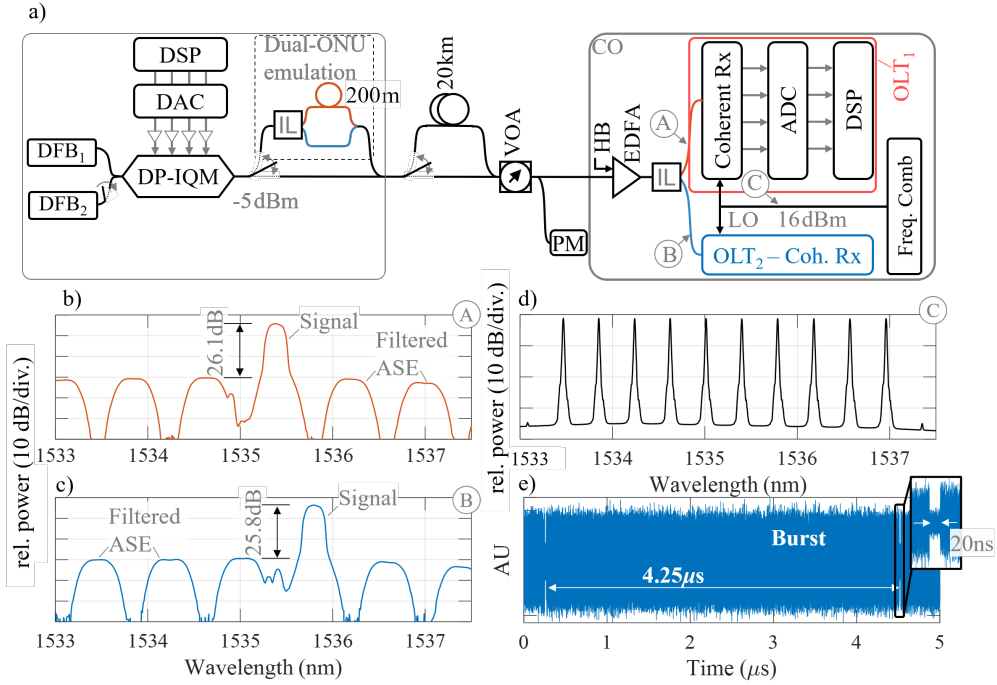 a)
DSP
DAC
DFB1
DFB2
DP-IQM
-5dBm
Dual-ONU
emulation
IL
200m
20km
VOA
PM
CO
HB
EDFA
IL
A
B
Coherent Rx
ADC
DSP
OLT1
C
LO 16dBm
OLT2 – Coh. Rx
Freq. Comb
b)
26.1dB
Signal
Filtered
ASE
A
1533 1534 1535 1536 1537
rel. power (10 dB/div.)
c)
25.8dB
Signal
Filtered
ASE
B
1533 1534 1535 1536 1537
Wavelength (nm)
d)
C
rel. power (10 dB/div.)
1533 1534 1535 1536 1537
Wavelength (nm)
e)
AU
Burst
4.25μs
20ns
0 1 2 3 4 5
Time (μs)